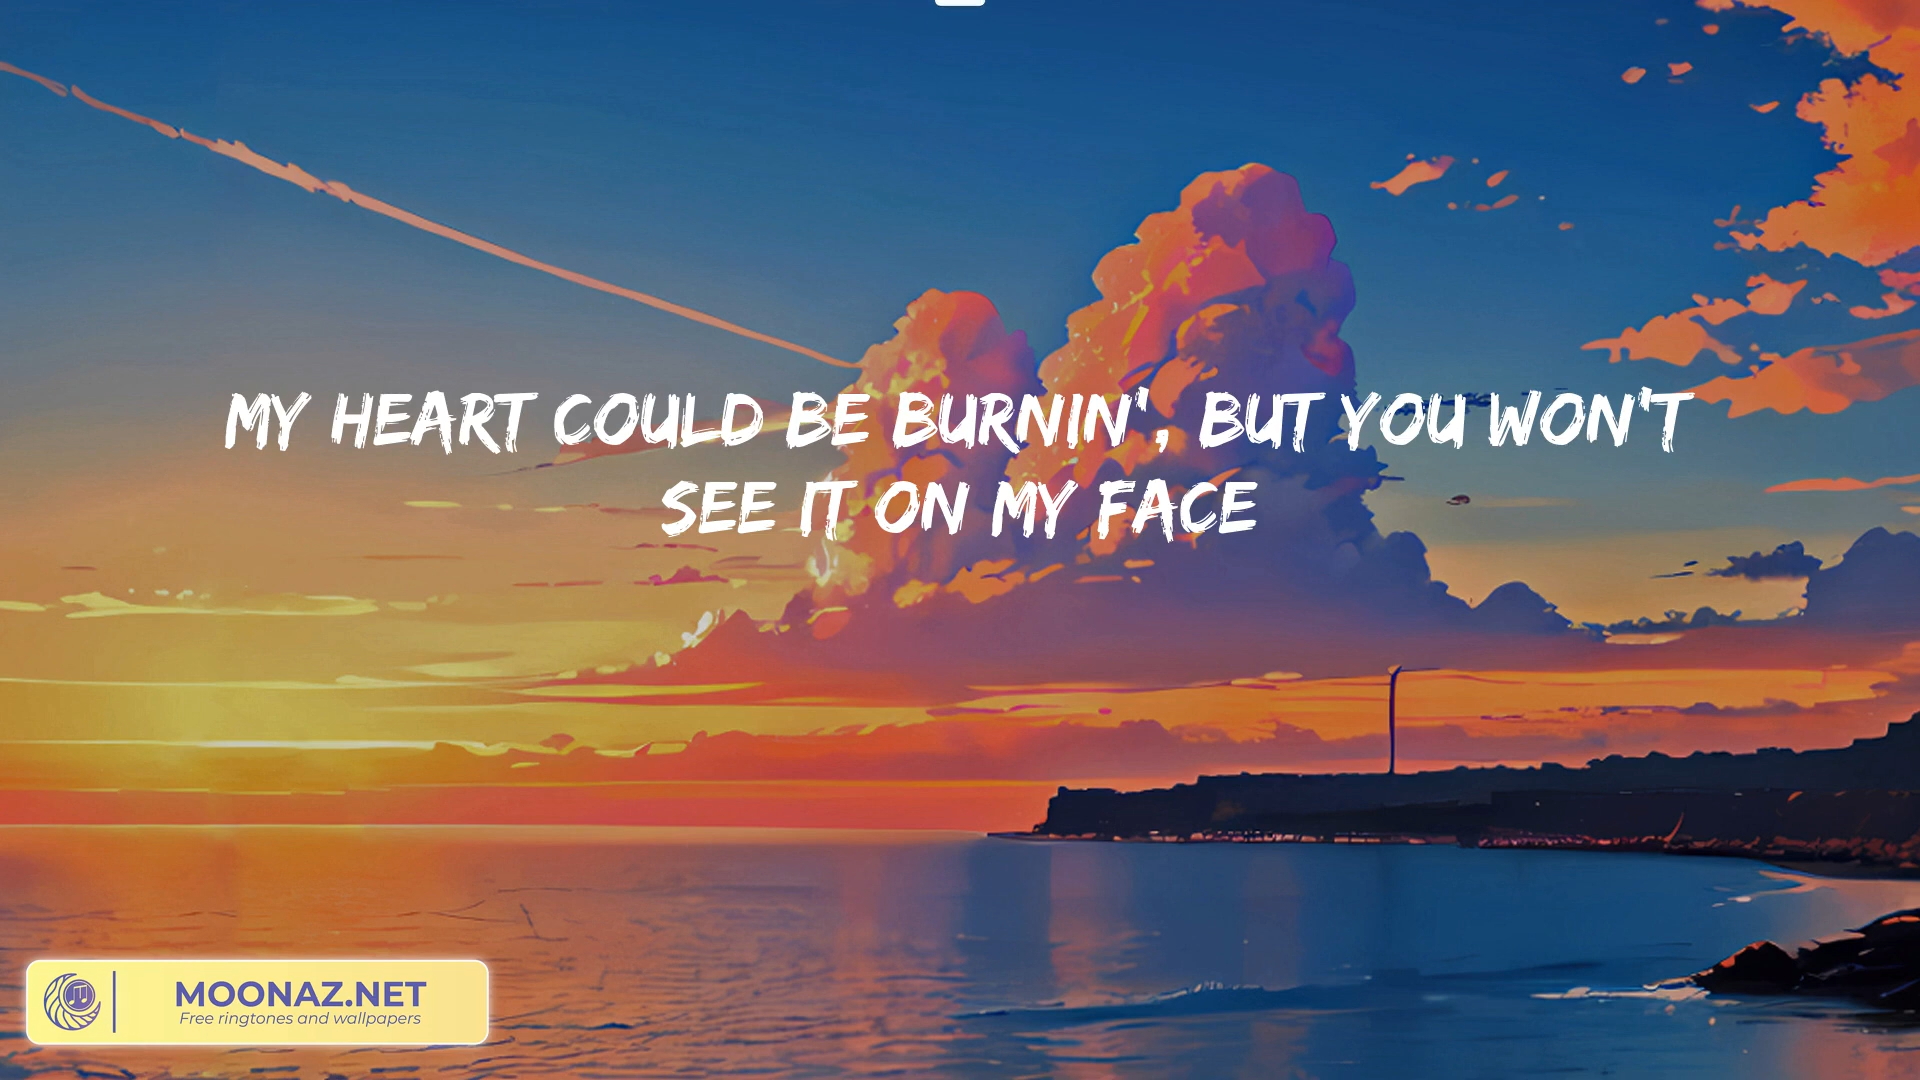 MY HEART COULD BE BURNIN', BUT YOU WON'T
SEE IT ON MY FACE
MOONAZ.NET
Free ringtones and wallpapers